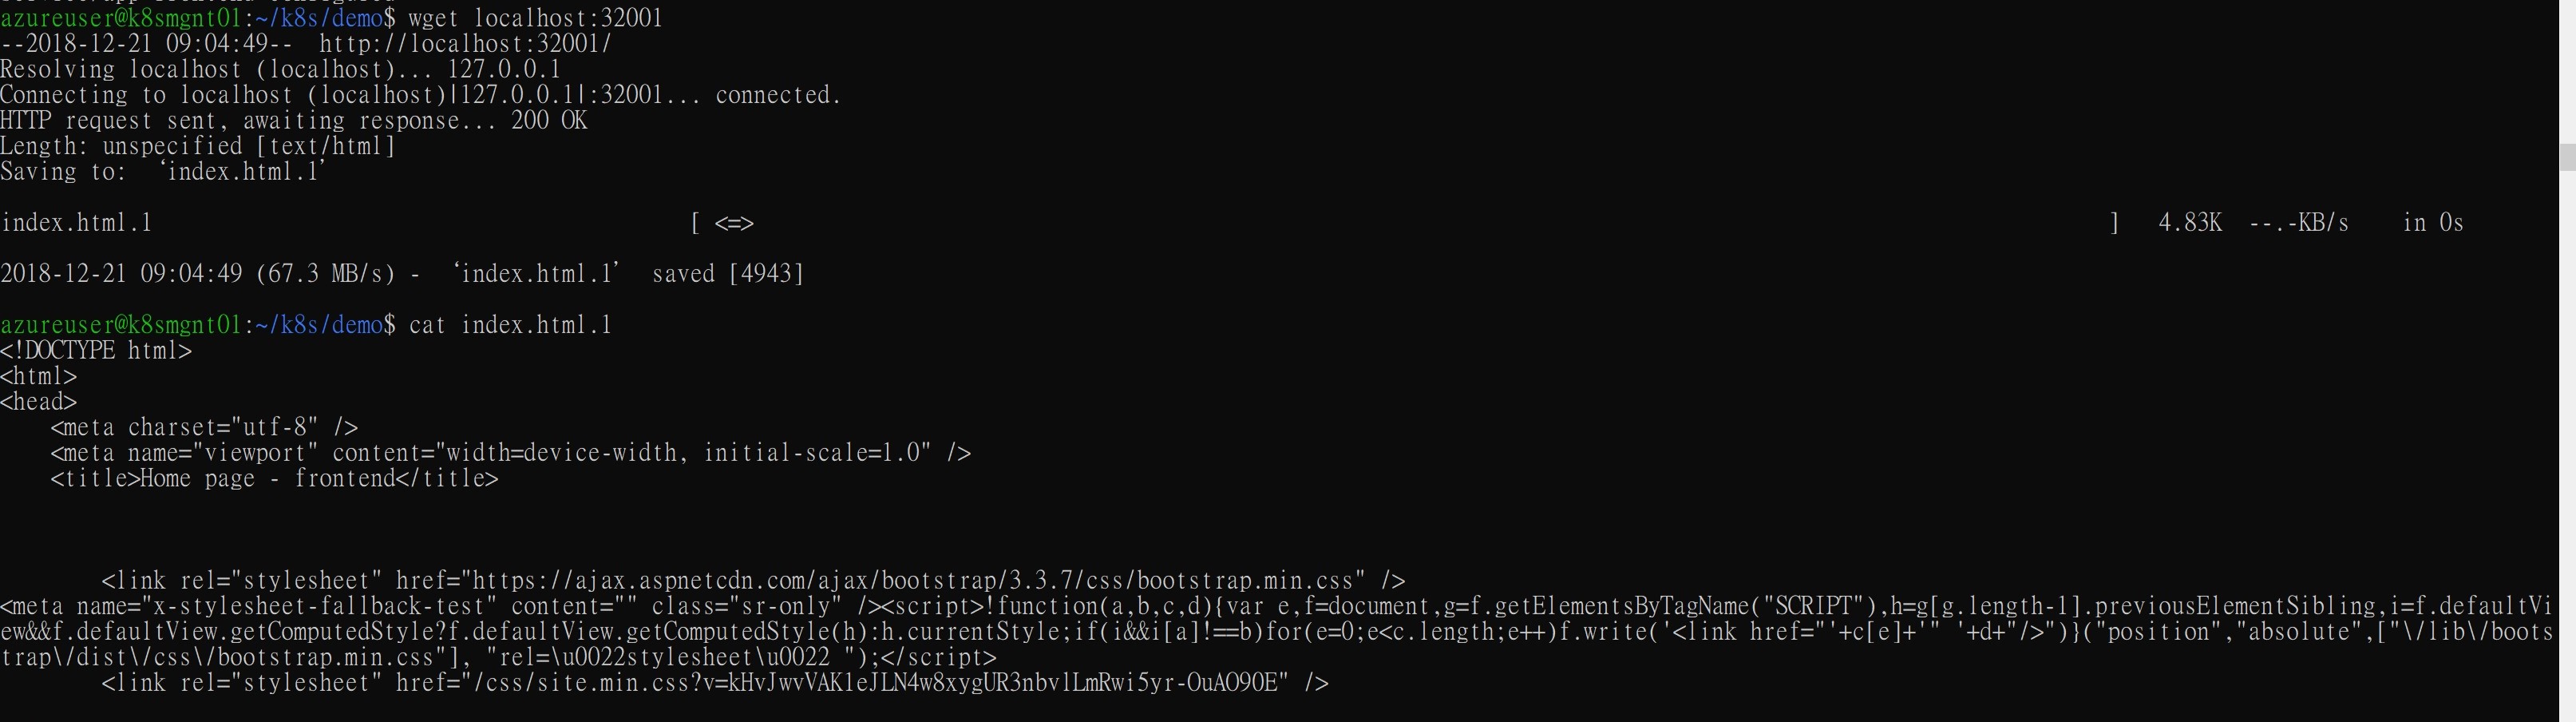 azureuser@k8smgnt01:~/k8s/demo$ wget localhost:32001
--2018-12-21 09:04:49--  http://localhost:32001/
Resolving localhost (localhost)... 127.0.0.1
Connecting to localhost (localhost)|127.0.0.1|:32001... connected.
HTTP request sent, awaiting response... 200 OK
Length: unspecified [text/html]
Saving to: ‘index.html.1’
index.html.1 [ <=> ] 4.83K --.-KB/s in 0s
2018-12-21 09:04:49 (67.3 MB/s) - ‘index.html.1’ saved [4943]
azureuser@k8smgnt01:~/k8s/demo$ cat index.html.1
<!DOCTYPE html>
<html>
<head>
    <meta charset="utf-8" />
    <meta name="viewport" content="width=device-width, initial-scale=1.0" />
    <title>Home page - frontend</title>
        <link rel="stylesheet" href="https://ajax.aspnetcdn.com/ajax/bootstrap/3.3.7/css/bootstrap.min.css" />
<meta name="x-stylesheet-fallback-test" content="" class="sr-only" /><script>!function(a,b,c,d){var e,f=document,g=f.getElementsByTagName("SCRIPT"),h=g[g.length-1].previousElementSibling,i=f.defaultVi
ew&&f.defaultView.getComputedStyle?f.defaultView.getComputedStyle(h):h.currentStyle;if(i&&i[a]!==b)for(e=0;e<c.length;e++)f.write('<link href="'+c[e]+'" '+d+"/>")}("position","absolute",["\/lib\/boots
trap\/dist\/css\/bootstrap.min.css"], "rel=\u0022stylesheet\u0022 ");</script>
        <link rel="stylesheet" href="/css/site.min.css?v=kHvJwvVAK1eJLN4w8xygUR3nbvlLmRwi5yr-OuAO9OE" />